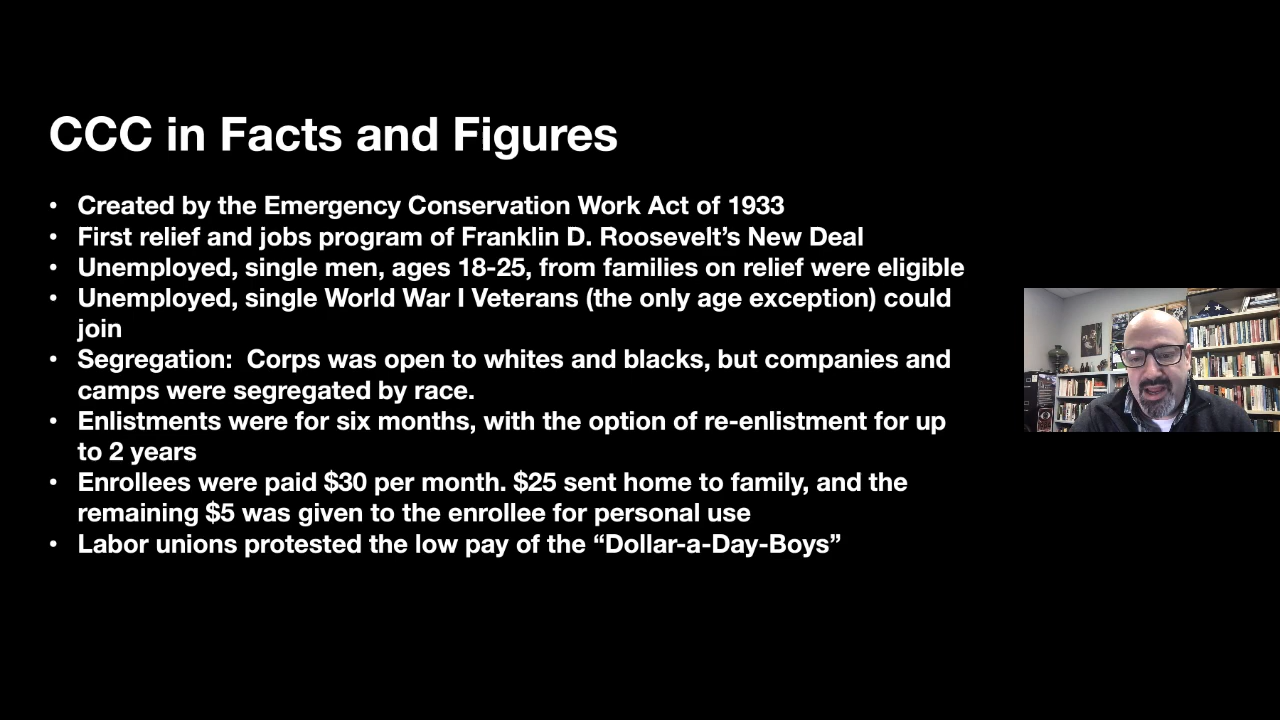 CCC in Facts and Figures
• Created by the Emergency Conservation Work Act of 1933
• First relief and jobs program of Franklin D. Roosevelt’s New Deal
• Unemployed, single men, ages 18-25, from families on relief were eligible
• Unemployed, single World War I Veterans (the only age exception) could
join
• Segregation:  Corps was open to whites and blacks, but companies and
camps were segregated by race.
• Enlistments were for six months, with the option of re-enlistment for up
to 2 years
• Enrollees were paid $30 per month. $25 sent home to family, and the
remaining $5 was given to the enrollee for personal use
• Labor unions protested the low pay of the “Dollar-a-Day-Boys”